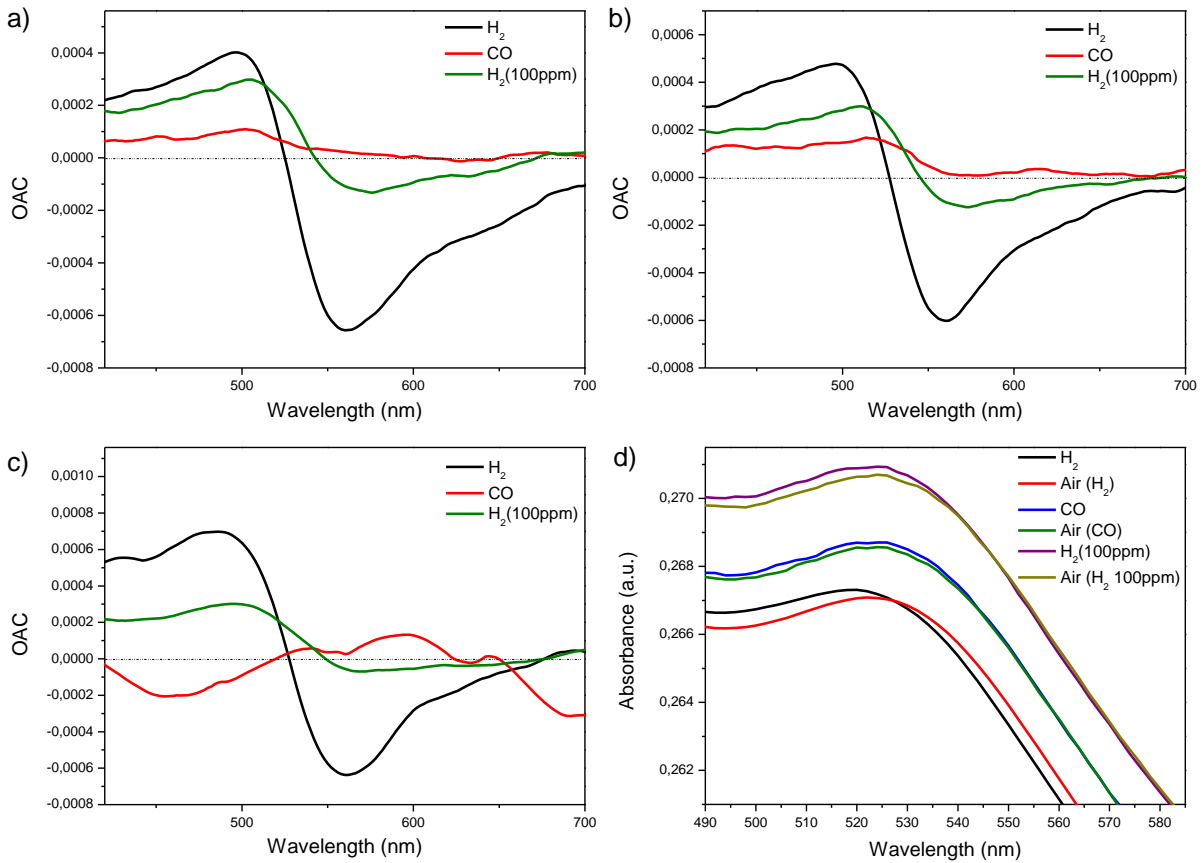 a)
H₂
CO
H₂(100ppm)
0,0004
0,0002
0,0000
-0,0002
-0,0004
-0,0006
-0,0008
OAC
500
600
700
Wavelength (nm)
b)
H₂
CO
H₂(100ppm)
0,0006
0,0004
0,0002
0,0000
-0,0002
-0,0004
-0,0006
-0,0008
OAC
500
600
700
Wavelength (nm)
c)
H₂
CO
H₂(100ppm)
0,0010
0,0008
0,0006
0,0004
0,0002
0,0000
-0,0002
-0,0004
-0,0006
-0,0008
OAC
500
600
700
Wavelength (nm)
d)
H₂
Air (H₂)
CO
Air (CO)
H₂(100ppm)
Air (H₂ 100ppm)
0,270
0,268
0,266
0,264
0,262
Absorbance (a.u.)
490
500
510
520
530
540
550
560
570
580
Wavelength (nm)